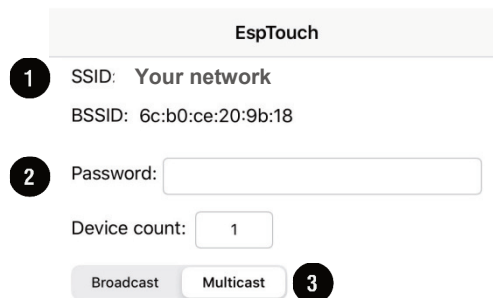 EspTouch
1 SSID: Your network
BSSID: 6c:b0:ce:20:9b:18
2 Password:
Device count: 1
Broadcast Multicast 3